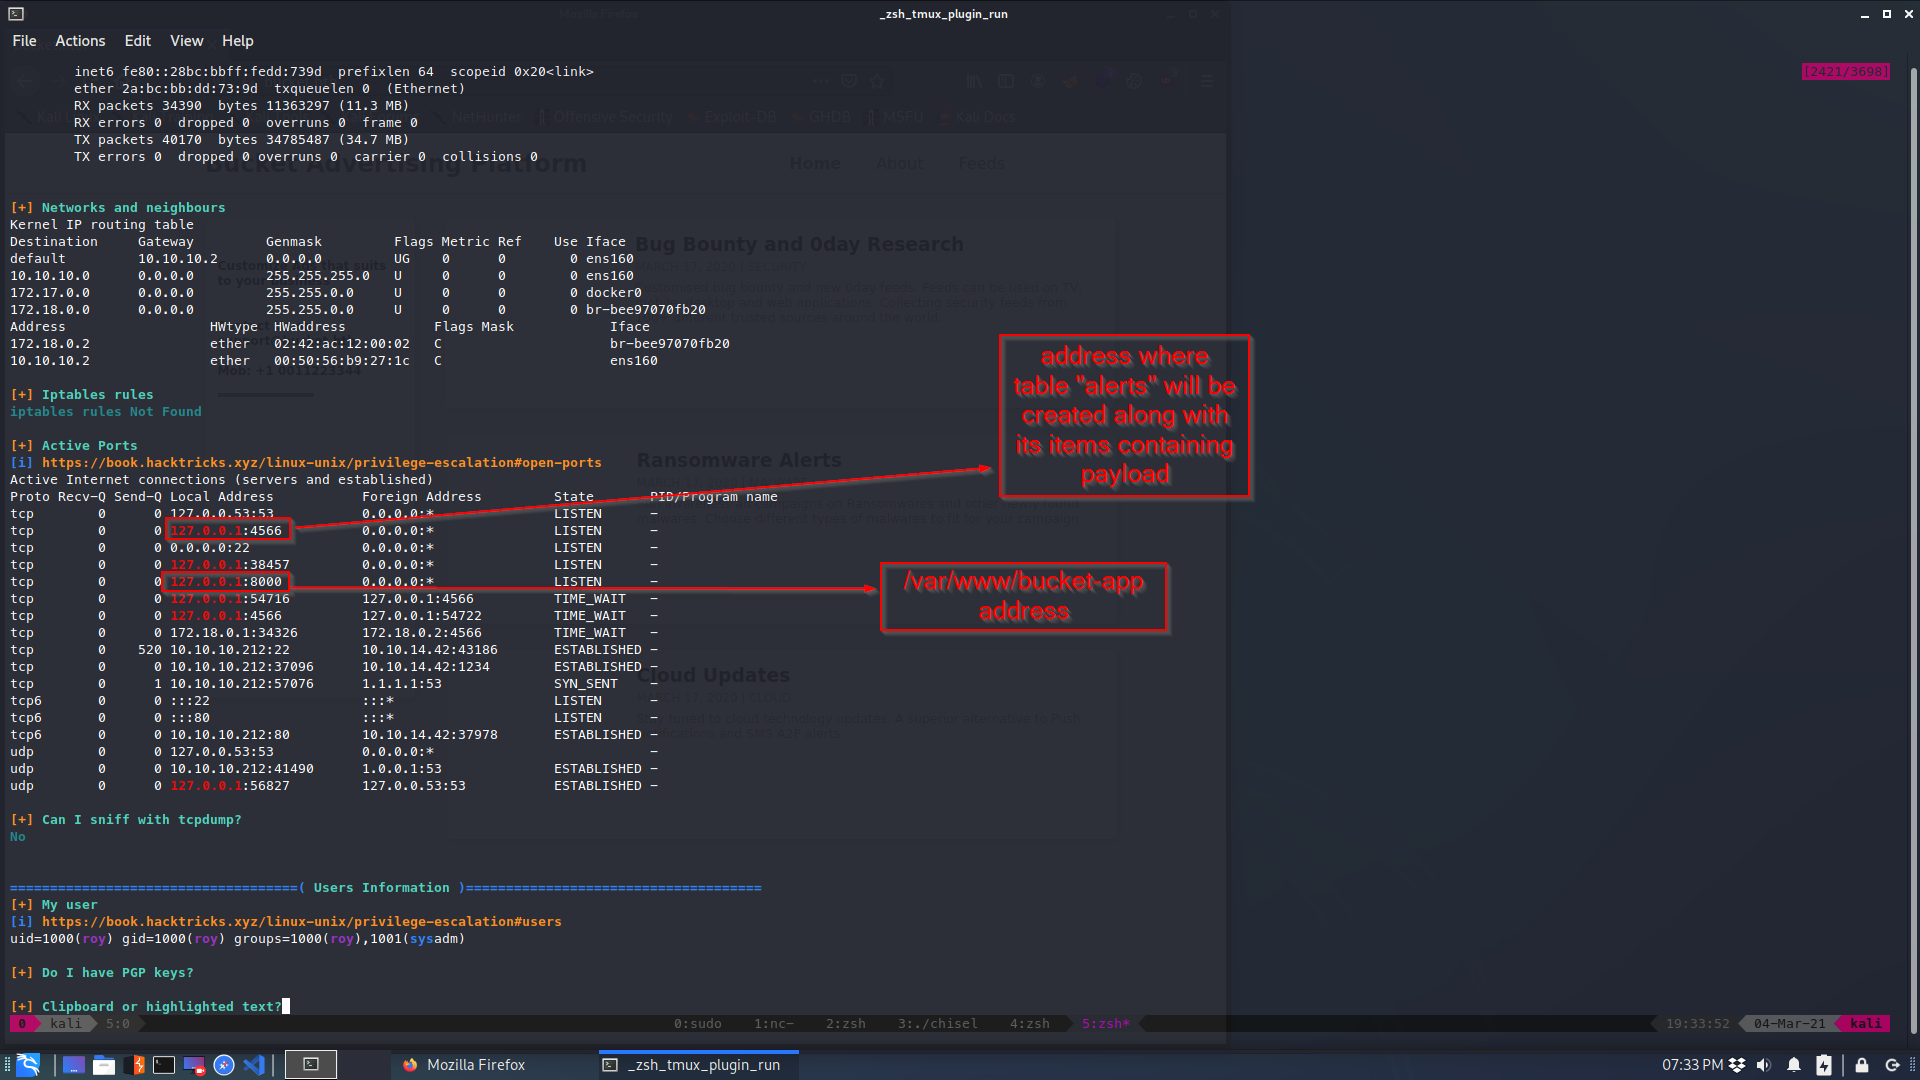 _zsh_tmux_plugin_run
File Actions Edit View Help
inet6 fe80::28bc:bbff:fedd:739d prefixlen 64 scopeid 0x20<link>
[2421/3698]
ether 2a:bc:bb:dd:73:9d txqueuelen 0 (Ethernet)
RX packets 34390 bytes 11363297 (11.3 MB)
RX errors 0 dropped 0 overruns 0 frame 0
TX packets 40170 bytes 34785487 (34.7 MB)
TX errors 0 dropped 0 overruns 0 carrier 0 collisions 0
Bucket Advertising Platform Home About Feeds
[+] Networks and neighbours
Kernel IP routing table
Destination Gateway Genmask Flags Metric Ref Use Iface
default 10.10.10.2 0.0.0.0 UG 0 0 0 ens160
10.10.10.0 0.0.0.0 255.255.255.0 U 0 0 0 ens160
172.17.0.0 0.0.0.0 255.255.0.0 U 0 0 0 docker0
172.18.0.0 0.0.0.0 255.255.0.0 U 0 0 0 br-bee97070fb20
Address HWtype HWaddress Flags Mask Iface
172.18.0.2 ether 02:42:ac:12:00:02 C br-bee97070fb20
10.10.10.2 ether 00:50:56:b9:27:1c C ens160
Bug Bounty and 0day Research
[+] Iptables rules
iptables rules Not Found
[+] Active Ports
[i] https://book.hacktricks.xyz/linux-unix/privilege-escalation#open-ports
Active Internet connections (servers and established)
Proto Recv-Q Send-Q Local Address Foreign Address State PID/Program name
tcp 0 0 127.0.0.53:53 0.0.0.0:* LISTEN -
tcp 0 0 127.0.0.1:4566 0.0.0.0:* LISTEN -
tcp 0 0 0.0.0.0:22 0.0.0.0:* LISTEN -
tcp 0 0 127.0.0.1:38457 0.0.0.0:* LISTEN -
tcp 0 0 127.0.0.1:8000 0.0.0.0:* LISTEN -
tcp 0 0 127.0.0.1:54716 127.0.0.1:4566 TIME_WAIT -
tcp 0 0 127.0.0.1:4566 127.0.0.1:54722 TIME_WAIT -
tcp 0 0 172.18.0.1:34326 172.18.0.2:4566 TIME_WAIT -
tcp 0 520 10.10.10.212:22 10.10.14.42:43186 ESTABLISHED -
tcp 0 0 10.10.10.212:37096 10.10.14.42:1234 ESTABLISHED -
tcp 0 1 10.10.10.212:57076 1.1.1.1:53 SYN_SENT -
tcp6 0 0 :::22 :::* LISTEN -
tcp6 0 0 :::80 :::* LISTEN -
tcp6 0 0 10.10.10.212:80 10.10.14.42:37978 ESTABLISHED -
udp 0 0 127.0.0.53:53 0.0.0.0:* -
udp 0 0 10.10.10.212:41490 1.0.0.1:53 ESTABLISHED -
udp 0 0 127.0.0.1:56827 127.0.0.53:53 ESTABLISHED -
Ransomware Alerts
Cloud Updates
address where
table "alerts" will be
created along with
its items containing
payload
/var/www/bucket-app
address
[+] Can I sniff with tcpdump?
No
====================================( Users Information )=====================================
[+] My user
[i] https://book.hacktricks.xyz/linux-unix/privilege-escalation#users
uid=1000(roy) gid=1000(roy) groups=1000(roy),1001(sysadm)
[+] Do I have PGP keys?
[+] Clipboard or highlighted text?
0 kali 5:0 0:sudo 1:nc- 2:zsh 3:./chisel 4:zsh 5:zsh* 19:33:52 04-Mar-21 kali
Mozilla Firefox _zsh_tmux_plugin_run 07:33 PM